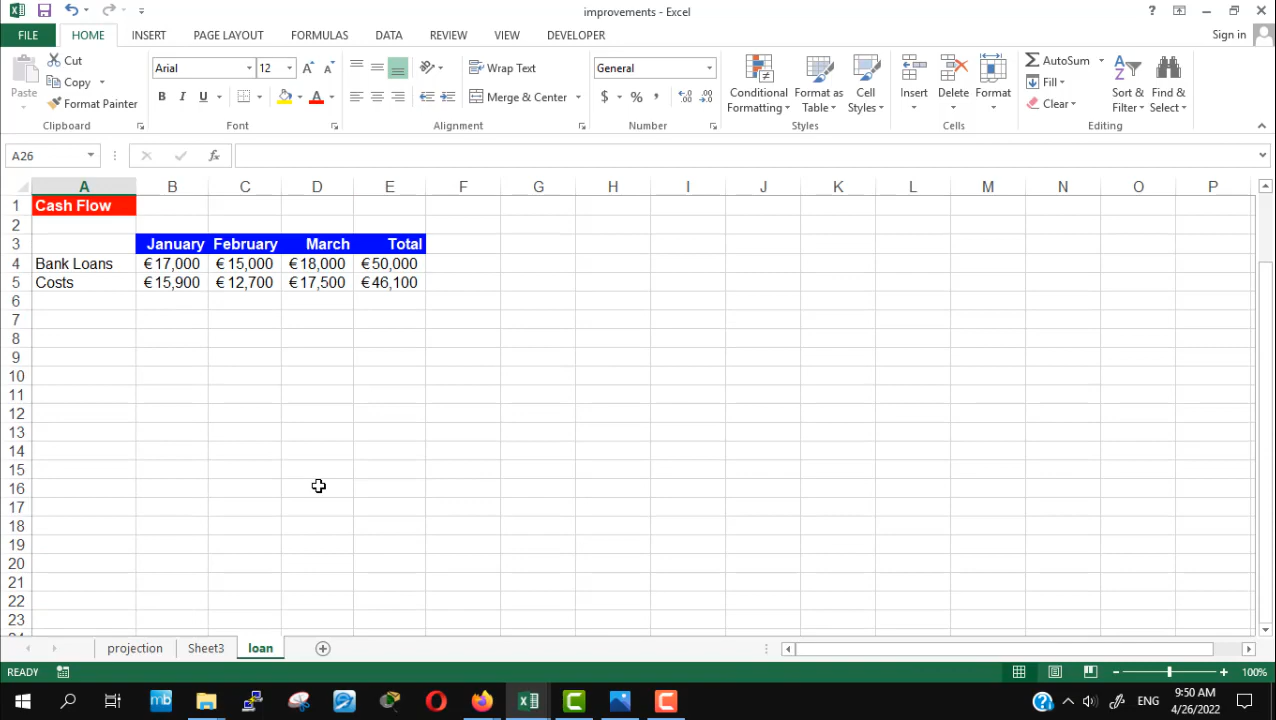 improvements - Excel
FILE HOME INSERT PAGE LAYOUT FORMULAS DATA REVIEW VIEW DEVELOPER Sign in
Paste Cut Copy Format Painter Clipboard
Arial 12 B I U A Font
Wrap Text Merge & Center Alignment
General $ % , Number
Conditional Formatting Format as Table Cell Styles Styles
Insert Delete Format Cells
AutoSum Fill Clear Sort & Filter Find & Select Editing
A26 fx
A B C D E F G H I J K L M N O P
1 Cash Flow
2
3 January February March Total
4 Bank Loans € 17,000 € 15,000 € 18,000 € 50,000
5 Costs € 15,900 € 12,700 € 17,500 € 46,100
6
7
8
9
10
11
12
13
14
15
16
17
18
19
20
21
22
23
projection Sheet3 loan
READY 100%
mb ENG 9:50 AM
4/26/2022